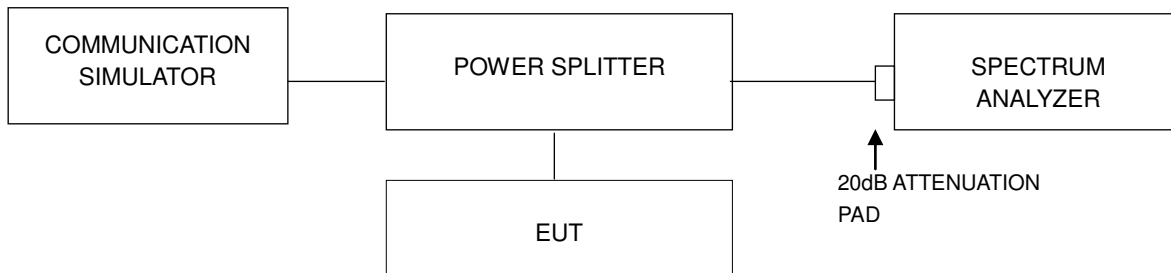 COMMUNICATION
SIMULATOR
POWER SPLITTER
SPECTRUM
ANALYZER
20dB ATTENUATION
PAD
EUT